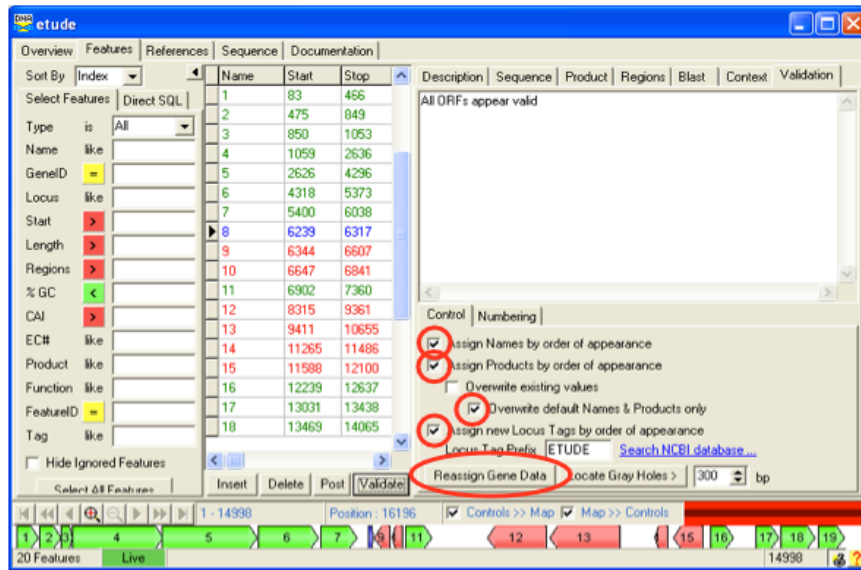 DNA etude
Overview Features References Sequence Documentation
Sort By Index
Select Features Direct SQL
Type is All
Name like
GeneID =
Locus like
Start >
Length >
Regions >
% GC <
CAI >
EC# like
Product like
Function like
FeatureID =
Tag like
Hide Ignored Features
Select All Features
Name Start Stop
1 83 466
2 475 849
3 850 1053
4 1059 2636
5 2626 4296
6 4318 5373
7 5400 6038
8 6239 6317
9 6344 6607
10 6647 6841
11 6902 7360
12 8315 9361
13 9411 10655
14 11265 11486
15 11588 12100
16 12239 12637
17 13031 13438
18 13469 14065
Insert Delete Post Validate
Description Sequence Product Regions Blast Context Validation
All ORFs appear valid
Control Numbering
Assign Names by order of appearance
Assign Products by order of appearance
Overwrite existing values
Overwrite default Names & Products only
Assign new Locus Tags by order of appearance
Locus Tag Prefix ETUDE Search NCBI database ...
Reassign Gene Data Locate Gray Holes > 300 bp
1 - 14998 Position : 16196 Controls >> Map Map >> Controls
1 2 3 4 5 6 7 9 11 12 13 15 16 17 18 19
20 Features Live 14998 ?